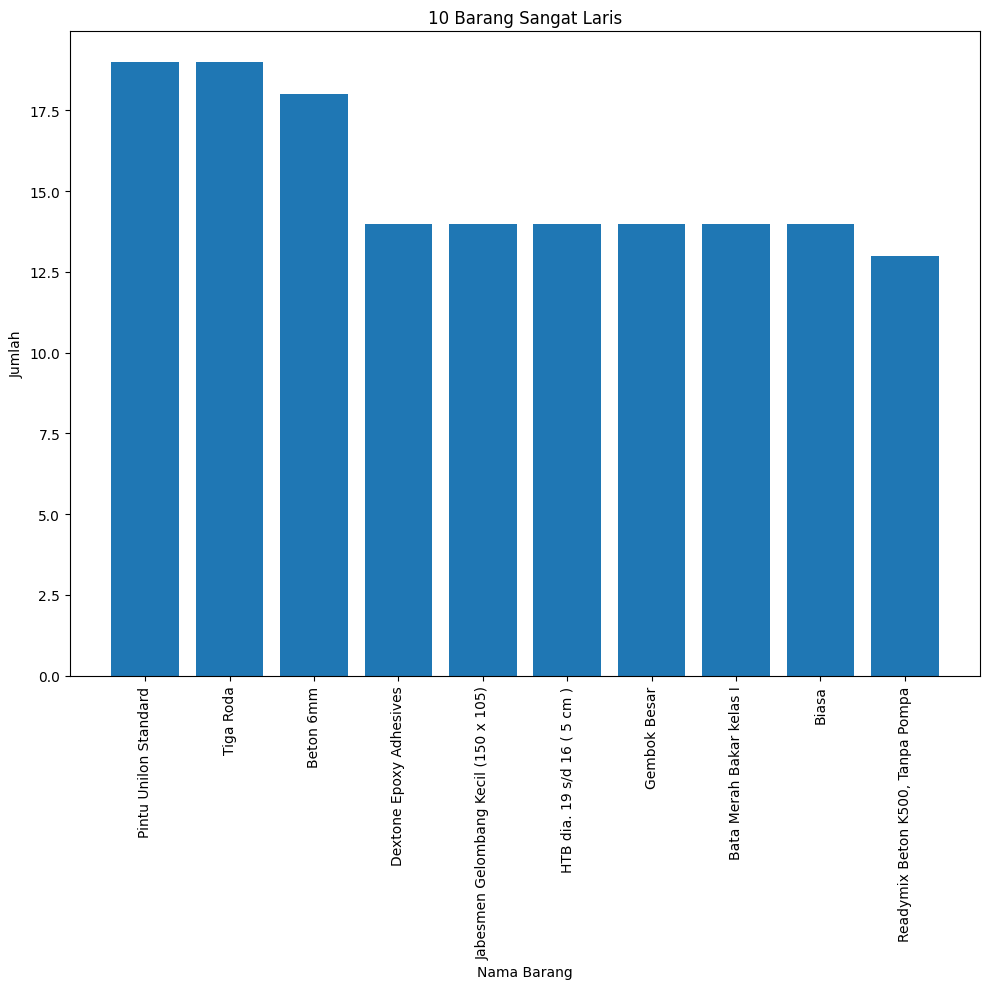 10 Barang Sangat Laris
17.5
15.0
12.5
10.0
7.5
5.0
2.5
0.0
Jumlah
Pintu Unilon Standard
Tiga Roda
Beton 6mm
Dextone Epoxy Adhesives
Jabesmen Gelombang Kecil (150 x 105)
HTB dia. 19 s/d 16 ( 5 cm )
Gembok Besar
Bata Merah Bakar kelas I
Biasa
Readymix Beton K500, Tanpa Pompa
Nama Barang